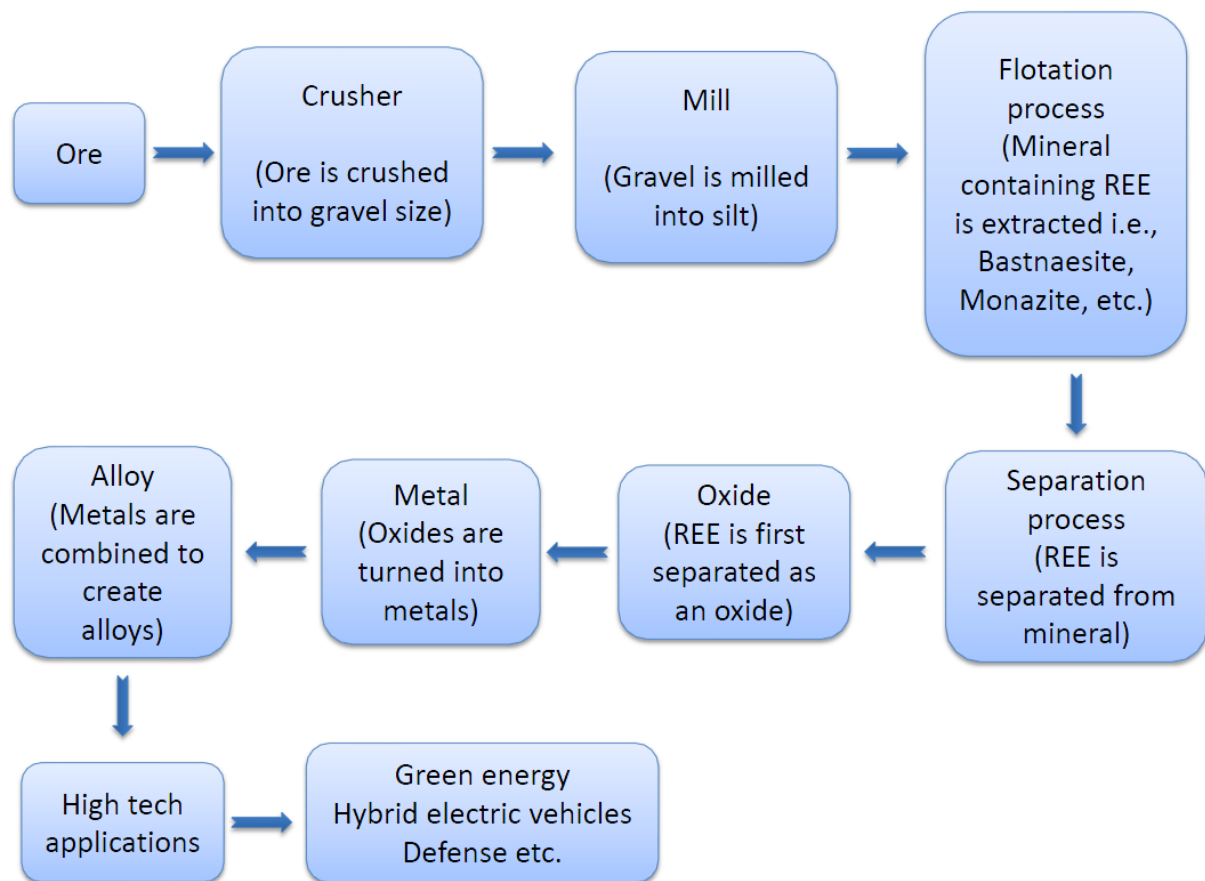 Ore
Crusher
(Ore is crushed
into gravel size)
Mill
(Gravel is milled
into silt)
Flotation
process
(Mineral
containing REE
is extracted i.e.,
Bastnaesite,
Monazite, etc.)
Separation
process
(REE is
separated from
mineral)
Oxide
(REE is first
separated as
an oxide)
Metal
(Oxides are
turned into
metals)
Alloy
(Metals are
combined to
create
alloys)
High tech
applications
Green energy
Hybrid electric vehicles
Defense etc.